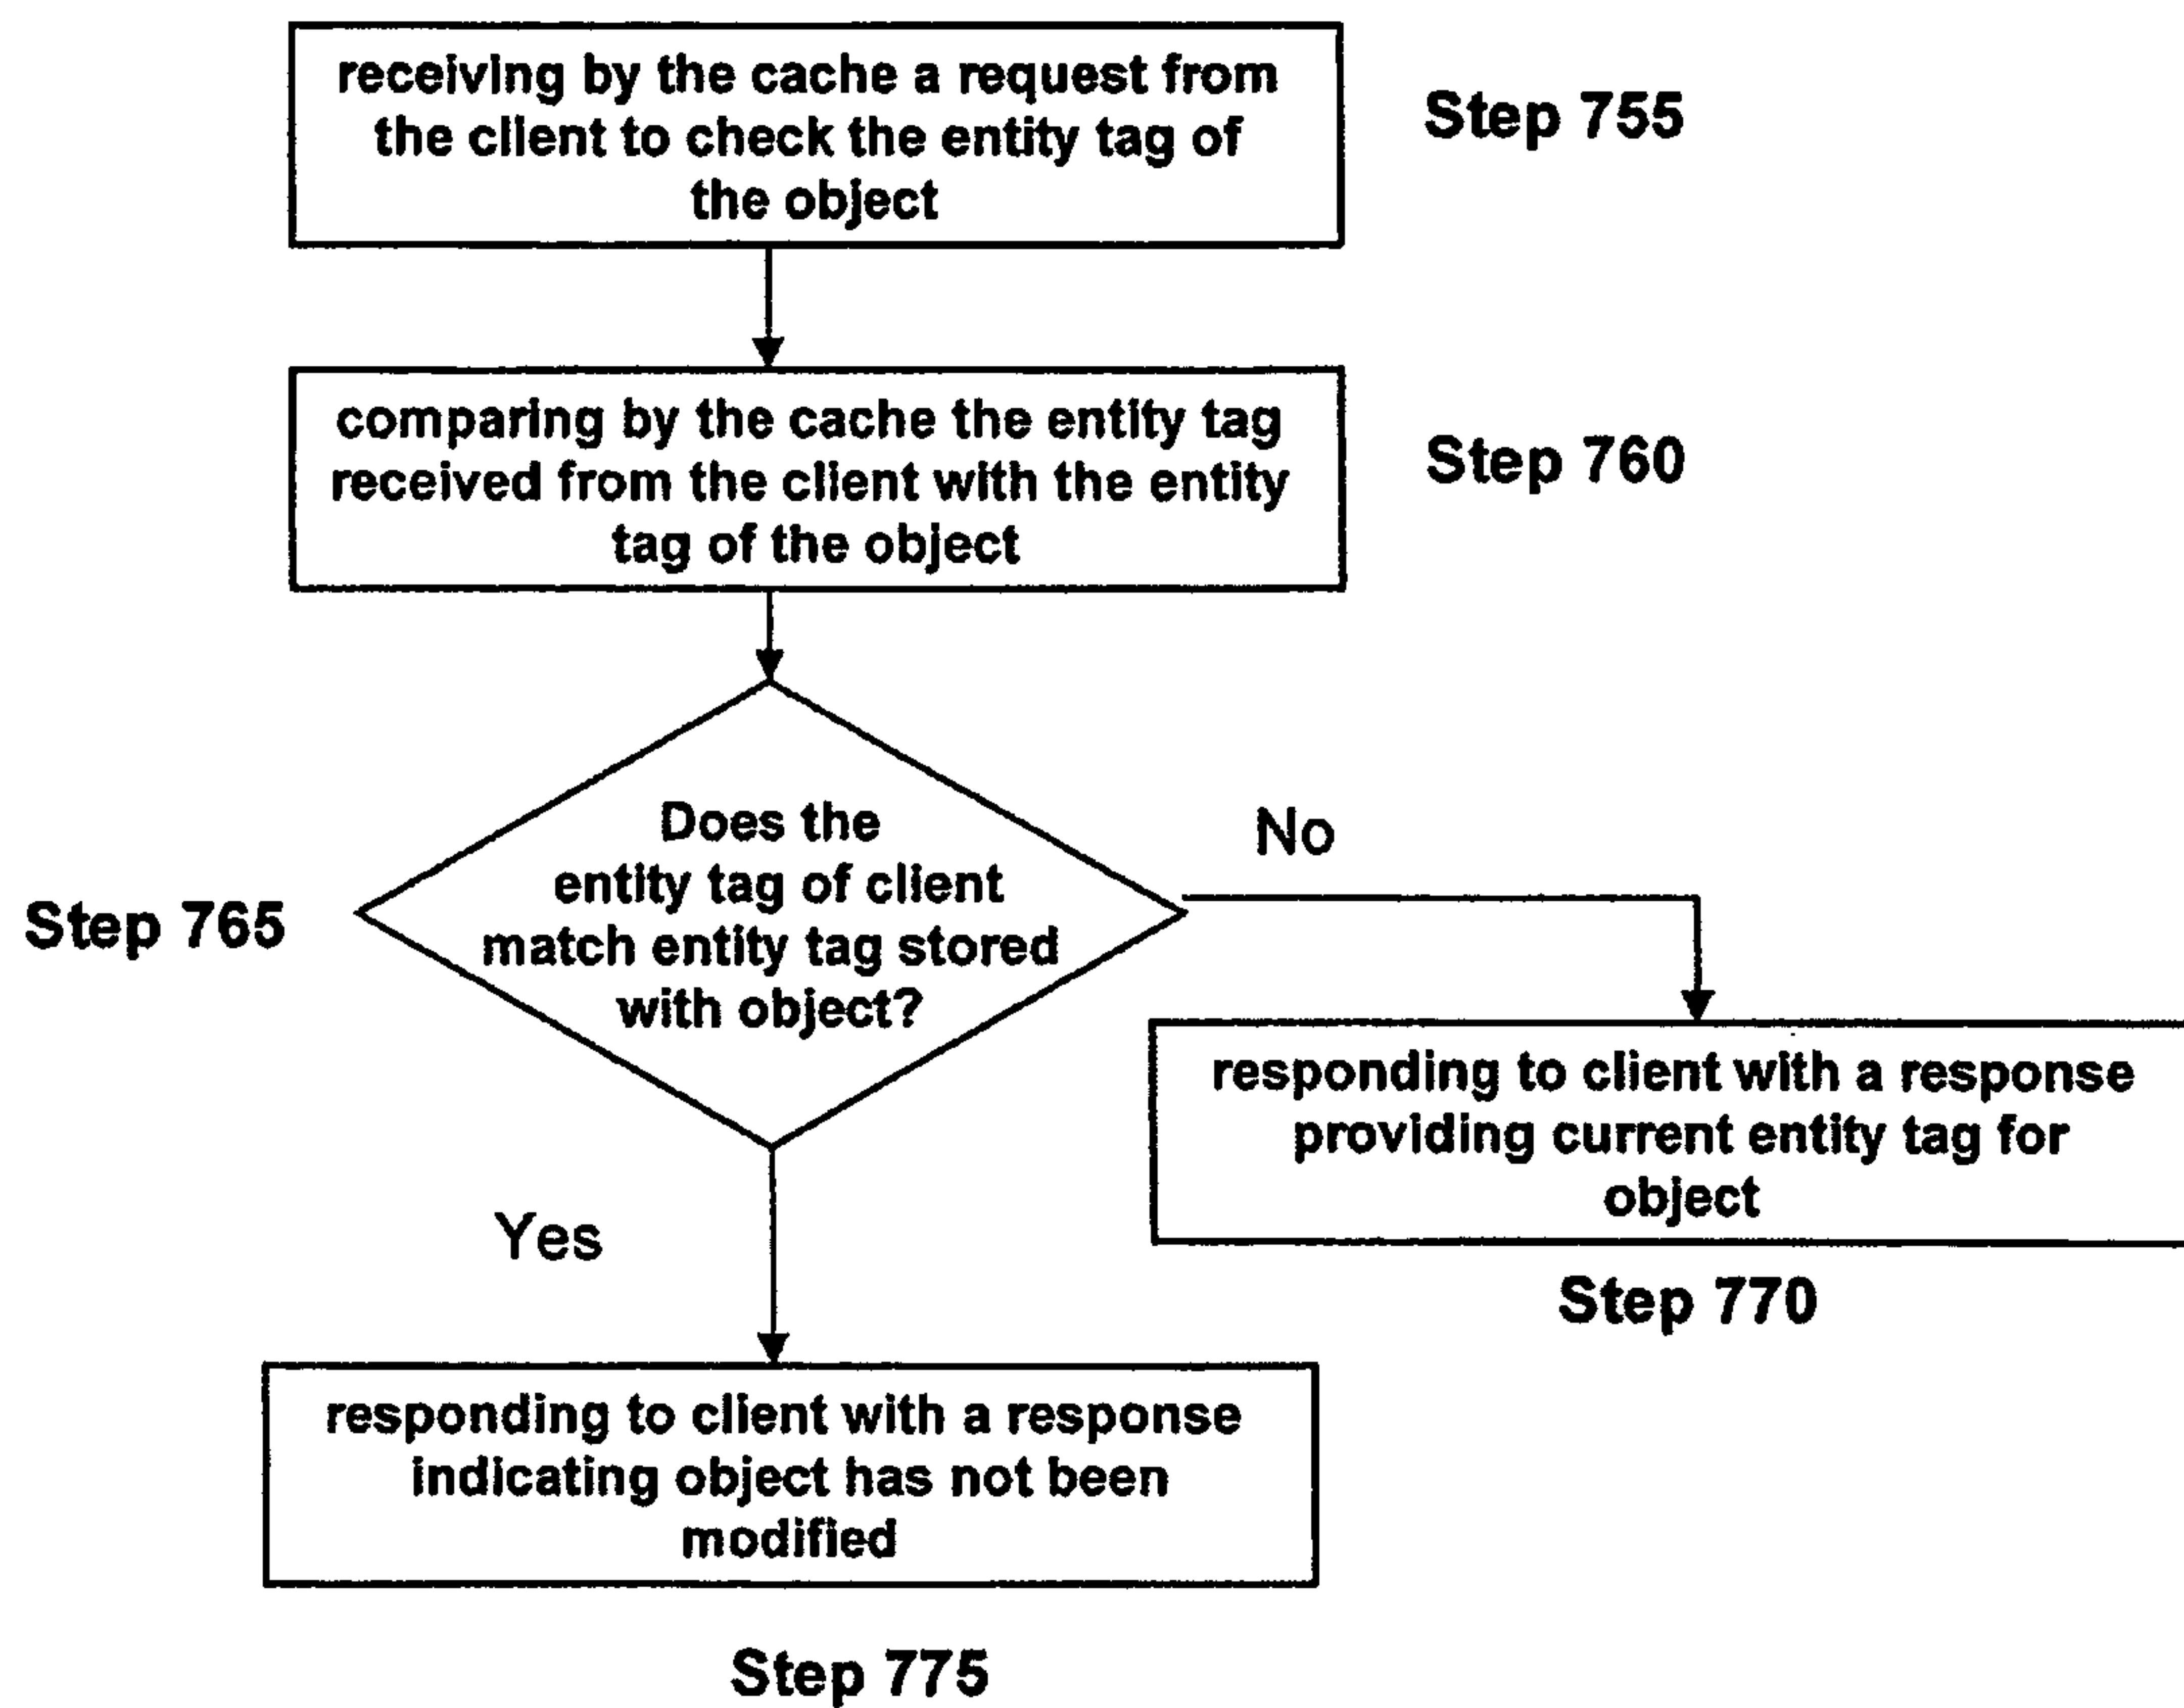 receiving by the cache a request from
the client to check the entity tag of
the object
Step 755
comparing by the cache the entity tag
received from the client with the entity
tag of the object
Step 760
Does the
entity tag of client
match entity tag stored
with object?
Step 765
No
responding to client with a response
providing current entity tag for
object
Step 770
Yes
responding to client with a response
indicating object has not been
modified
Step 775